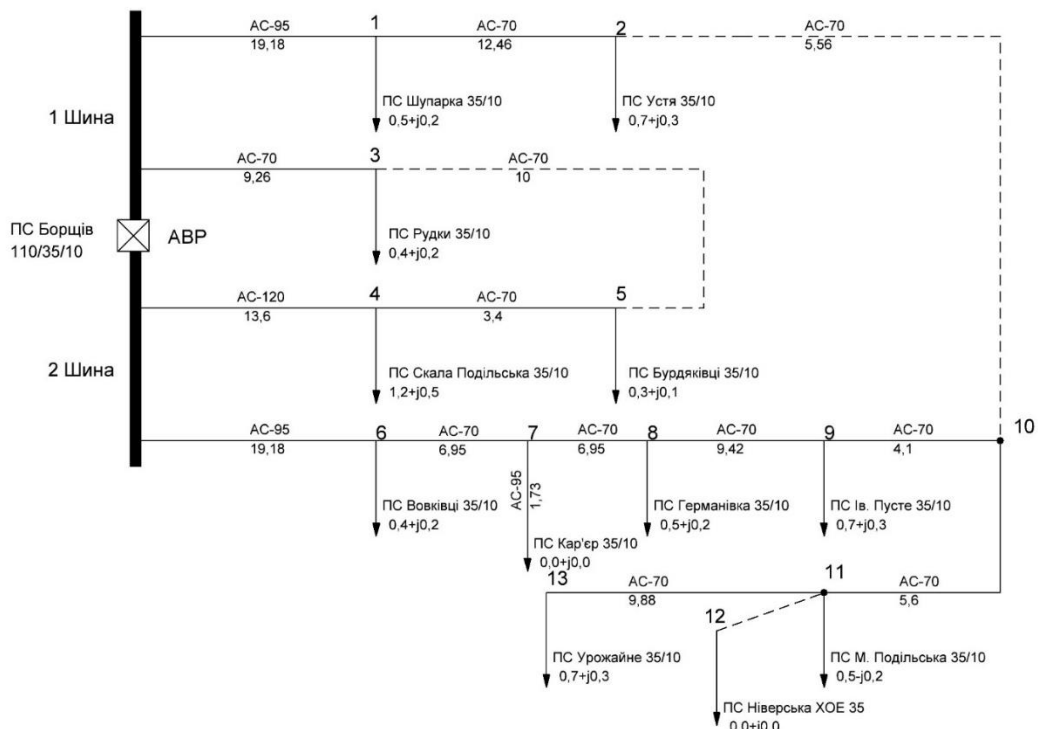 АС-95
19,18
1
АС-70
12,46
2
АС-70
5,56
ПС Шупарка 35/10
0,5+j0,2
ПС Устя 35/10
0,7+j0,3
1 Шина
АС-70
9,26
3
АС-70
10
ПС Борщів
110/35/10
АВР
ПС Рудки 35/10
0,4+j0,2
АС-120
13,6
4
АС-70
3,4
5
2 Шина
ПС Скала Подільська 35/10
1,2+j0,5
ПС Бурдяківці 35/10
0,3+j0,1
АС-95
19,18
6
АС-70
6,95
7
АС-70
6,95
8
АС-70
9,42
9
АС-70
4,1
10
АС-95
1,73
ПС Вовківці 35/10
0,4+j0,2
ПС Германівка 35/10
0,5+j0,2
ПС Ів. Пусте 35/10
0,7+j0,3
ПС Кар'єр 35/10
0,0+j0,0
13
АС-70
9,88
11
АС-70
5,6
12
ПС Урожайне 35/10
0,7+j0,3
ПС М. Подільська 35/10
0,5-j0,2
ПС Ніверська ХОЕ 35
0,0+j0,0